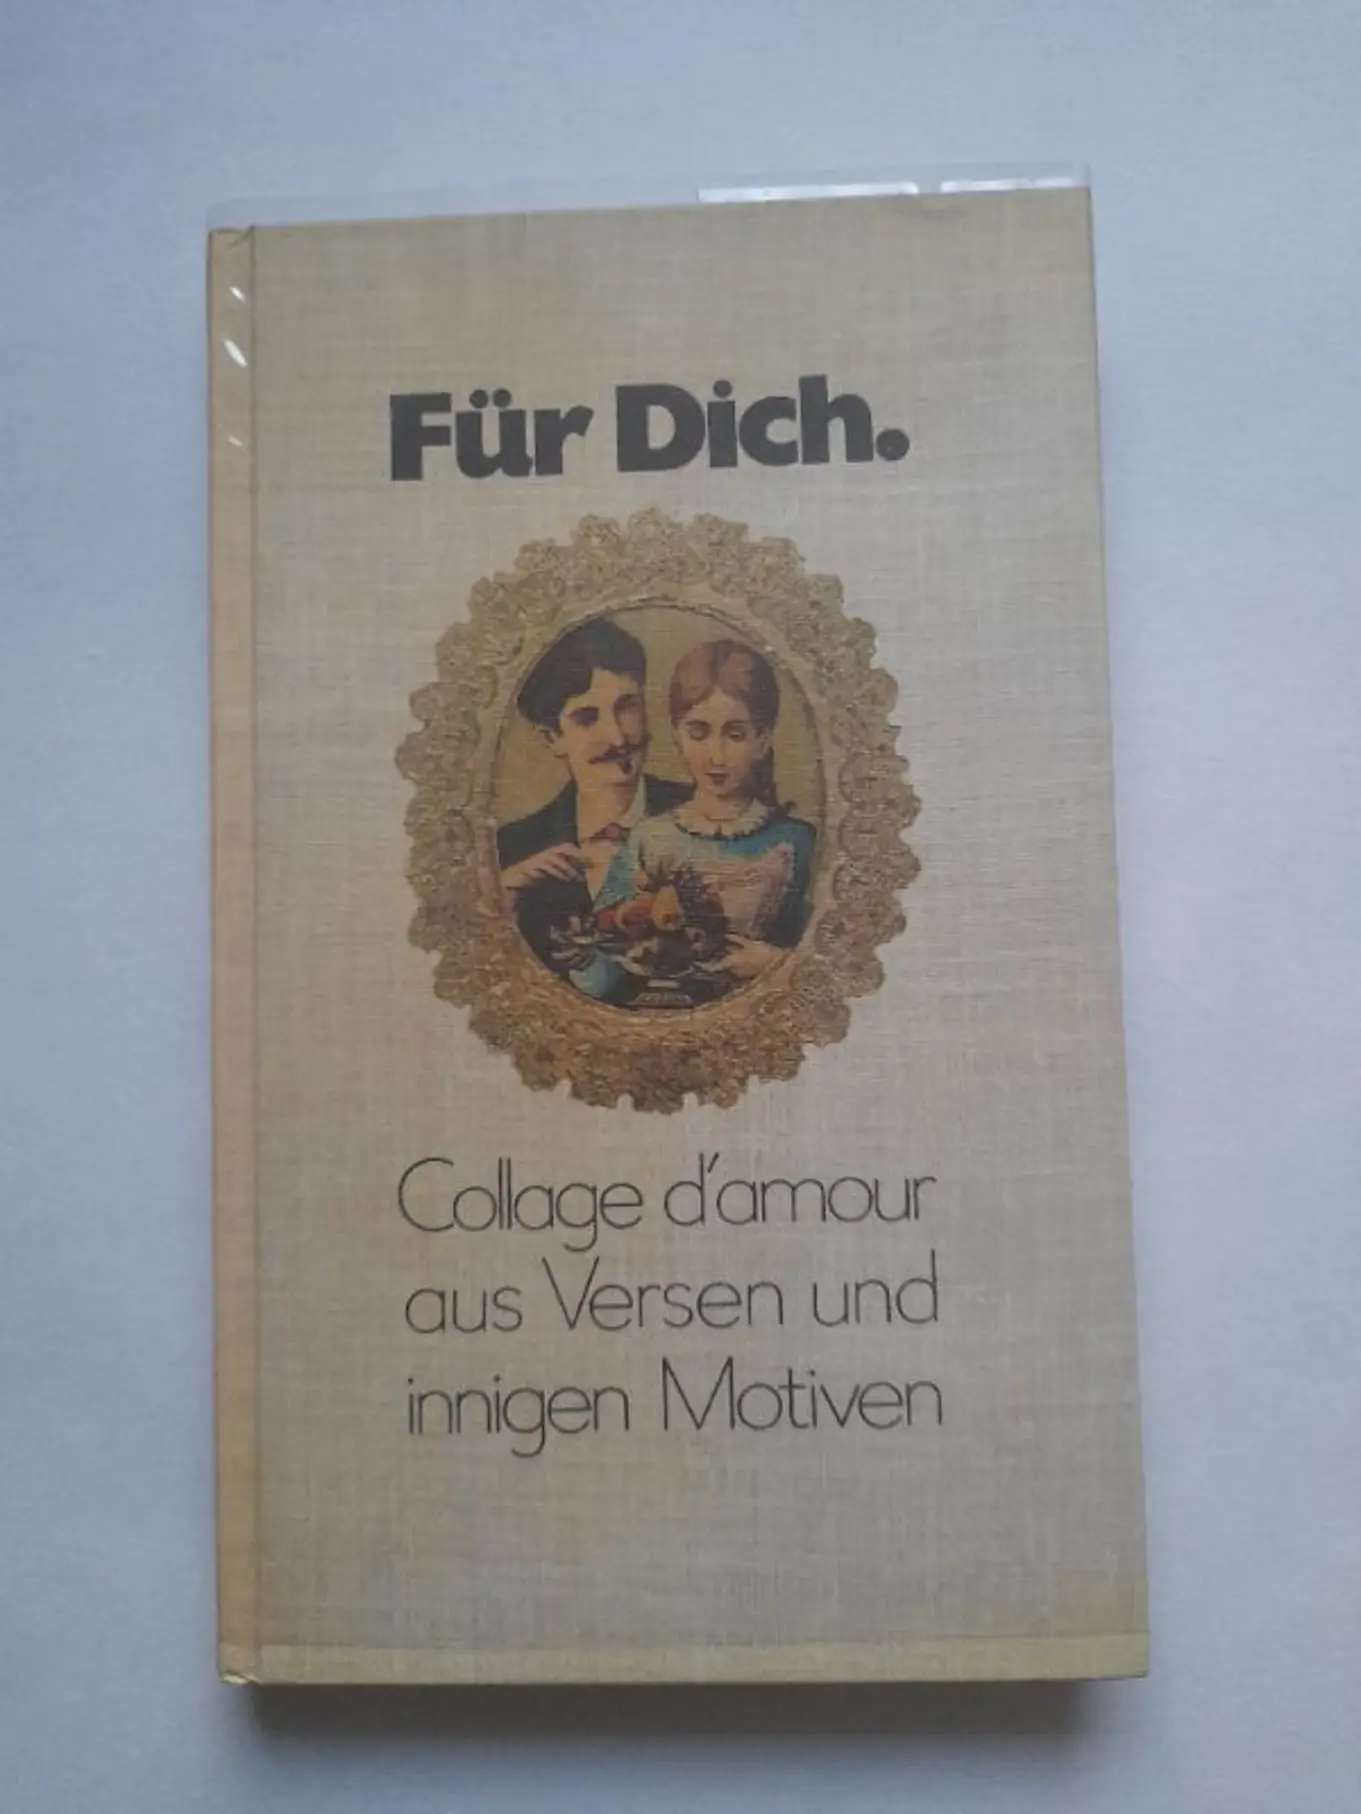 Für Dich.
Collage d'amour
aus Versen und
innigen Motiven